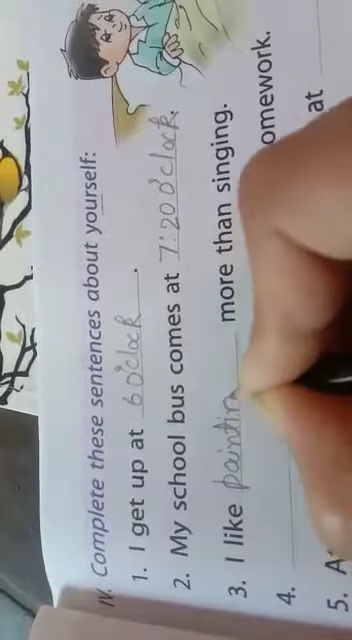 IV. Complete these sentences about yourself:
1. I get up at 6 o'clock.
2. My school bus comes at 7:20 o'clock.
3. I like paintin more than singing.
4. omework.
5. at